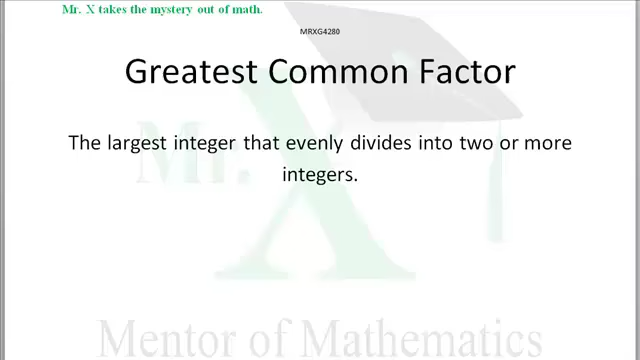 Mr. X takes the mystery out of math.
MRXG4280
Greatest Common Factor
The largest integer that evenly divides into two or more
integers.
Mr.
X
Mentor of Mathematics